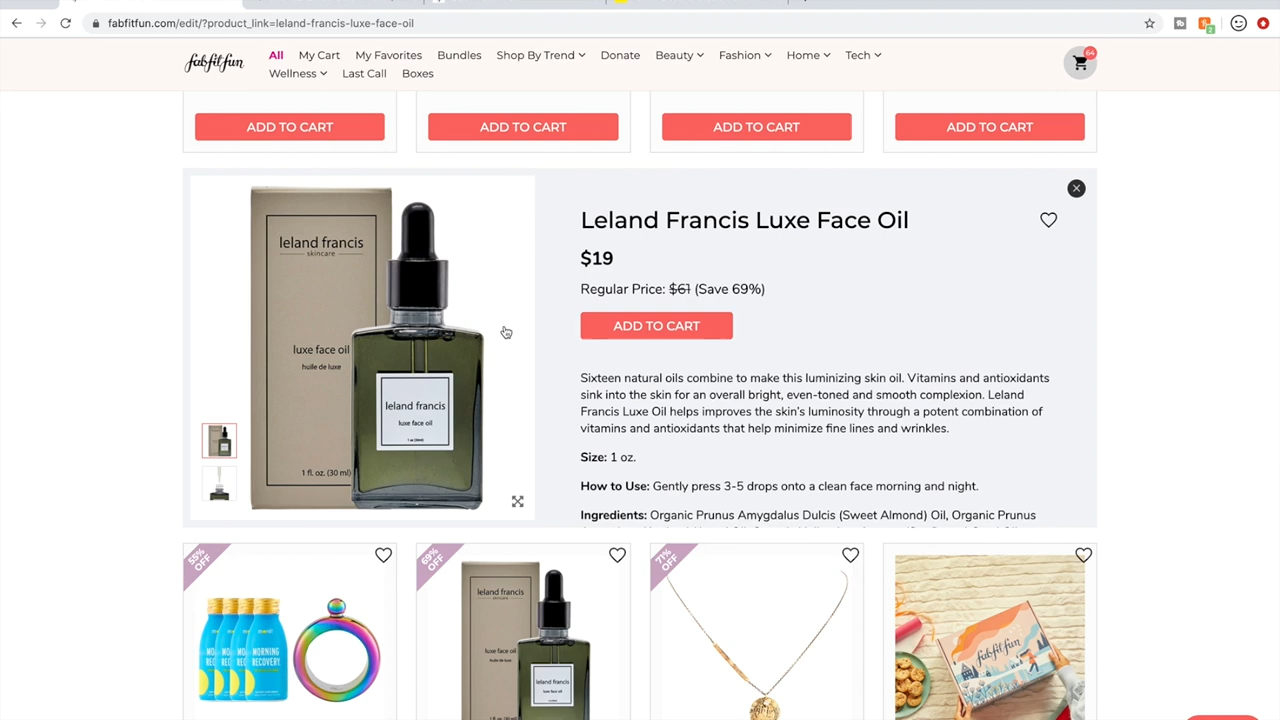 fabfitfun.com/edit/?product_link=leland-francis-luxe-face-oil
2
fabfitfun
All My Cart My Favorites Bundles Shop By Trend Donate Beauty Fashion Home Tech
Wellness Last Call Boxes
64
ADD TO CART ADD TO CART ADD TO CART ADD TO CART
leland francis
skincare
luxe face oil
huile de luxe
1 fl. oz. (30 ml)
leland francis
luxe face oil
Leland Francis Luxe Face Oil
$19
Regular Price: $61 (Save 69%)
ADD TO CART
Sixteen natural oils combine to make this luminizing skin oil. Vitamins and antioxidants
sink into the skin for an overall bright, even-toned and smooth complexion. Leland
Francis Luxe Oil helps improves the skin's luminosity through a potent combination of
vitamins and antioxidants that help minimize fine lines and wrinkles.
Size: 1 oz.
How to Use: Gently press 3-5 drops onto a clean face morning and night.
Ingredients: Organic Prunus Amygdalus Dulcis (Sweet Almond) Oil, Organic Prunus
55%
OFF
MORNING
RECOVERY
69%
OFF
leland francis
skincare
luxe face oil
huile de luxe
leland francis
luxe face oil
71%
OFF
fabfitfun